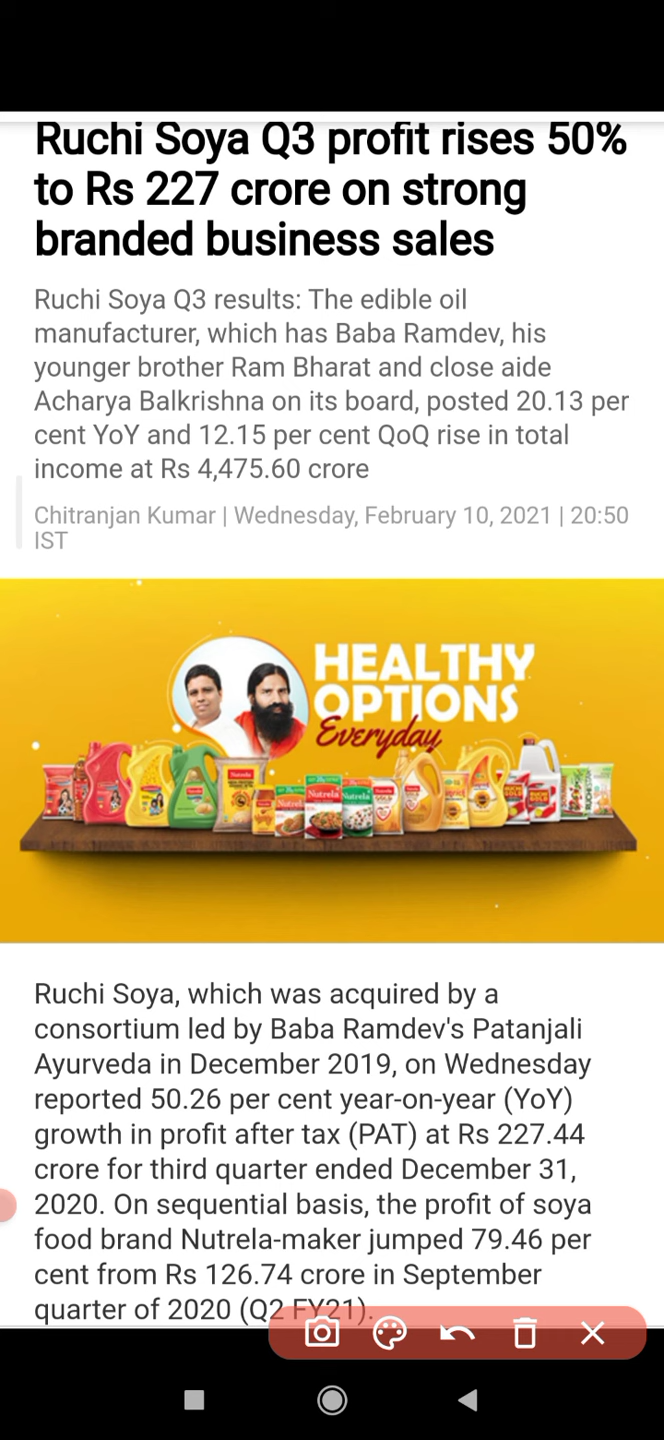 Ruchi Soya Q3 profit rises 50%
to Rs 227 crore on strong
branded business sales
Ruchi Soya Q3 results: The edible oil
manufacturer, which has Baba Ramdev, his
younger brother Ram Bharat and close aide
Acharya Balkrishna on its board, posted 20.13 per
cent YoY and 12.15 per cent QoQ rise in total
income at Rs 4,475.60 crore
Chitranjan Kumar | Wednesday, February 10, 2021 | 20:50
IST
HEALTHY
OPTIONS
Everyday
Nutrela
Nutrela
Nutrela
Nutrela
Ruchi Soya, which was acquired by a
consortium led by Baba Ramdev's Patanjali
Ayurveda in December 2019, on Wednesday
reported 50.26 per cent year-on-year (YoY)
growth in profit after tax (PAT) at Rs 227.44
crore for third quarter ended December 31,
2020. On sequential basis, the profit of soya
food brand Nutrela-maker jumped 79.46 per
cent from Rs 126.74 crore in September
quarter of 2020 (Q2 FY21).